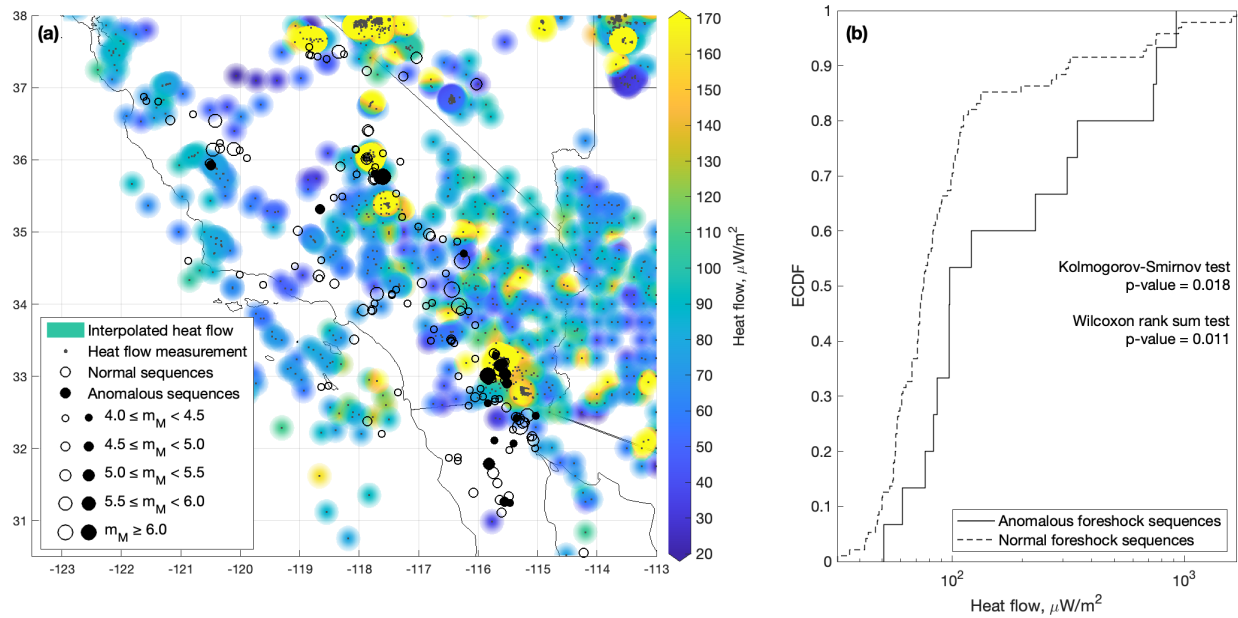 (a)
38
37
36
35
34
33
32
31
-123
-122
-121
-120
-119
-118
-117
-116
-115
-114
-113
Interpolated heat flow
Heat flow measurement
Normal sequences
Anomalous sequences
4.0 ≤ mM < 4.5
4.5 ≤ mM < 5.0
5.0 ≤ mM < 5.5
5.5 ≤ mM < 6.0
mM ≥ 6.0
170
160
150
140
130
120
110
100
90
80
70
60
50
40
30
20
Heat flow, μW/m2
(b)
1
0.9
0.8
0.7
0.6
0.5
0.4
0.3
0.2
0.1
0
ECDF
Kolmogorov-Smirnov test
p-value = 0.018
Wilcoxon rank sum test
p-value = 0.011
Anomalous foreshock sequences
Normal foreshock sequences
102
103
Heat flow, μW/m2